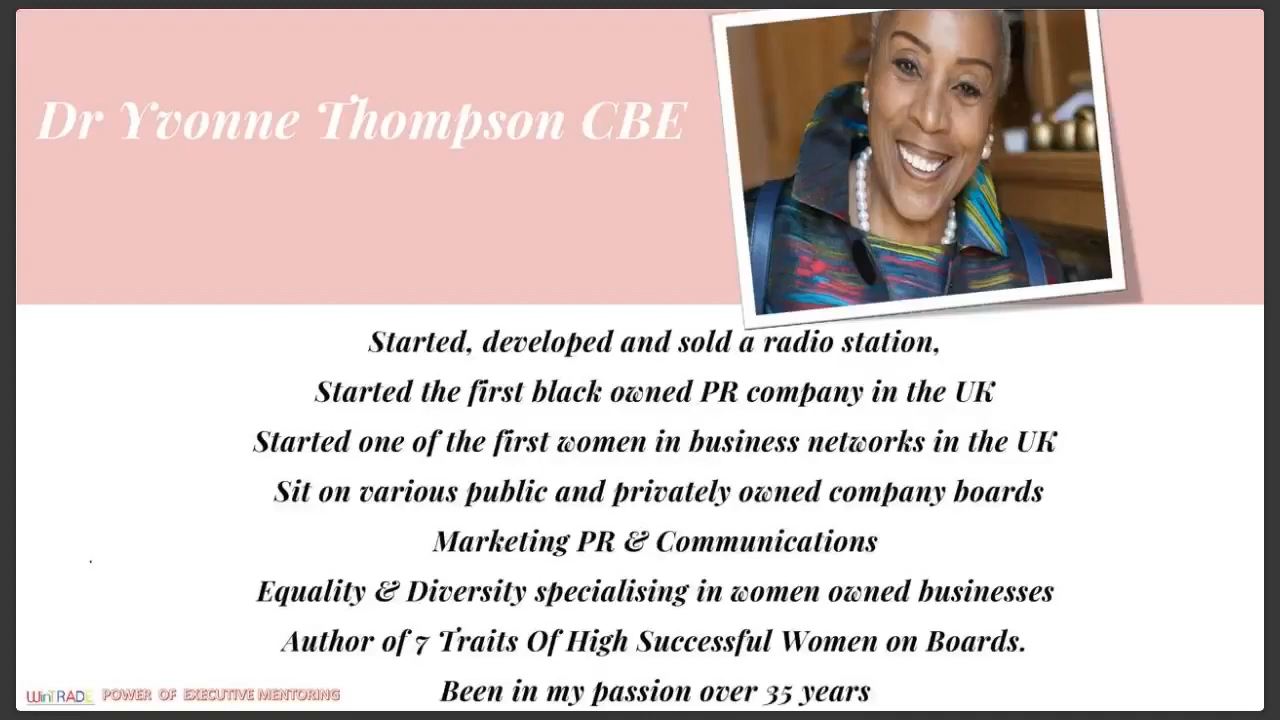 Dr Yvonne Thompson CBE
Started, developed and sold a radio station,
Started the first black owned PR company in the UK
Started one of the first women in business networks in the UK
Sit on various public and privately owned company boards
Marketing PR & Communications
Equality & Diversity specialising in women owned businesses
Author of 7 Traits Of High Successful Women on Boards.
Been in my passion over 35 years
WinTRADE POWER OF EXECUTIVE MENTORING